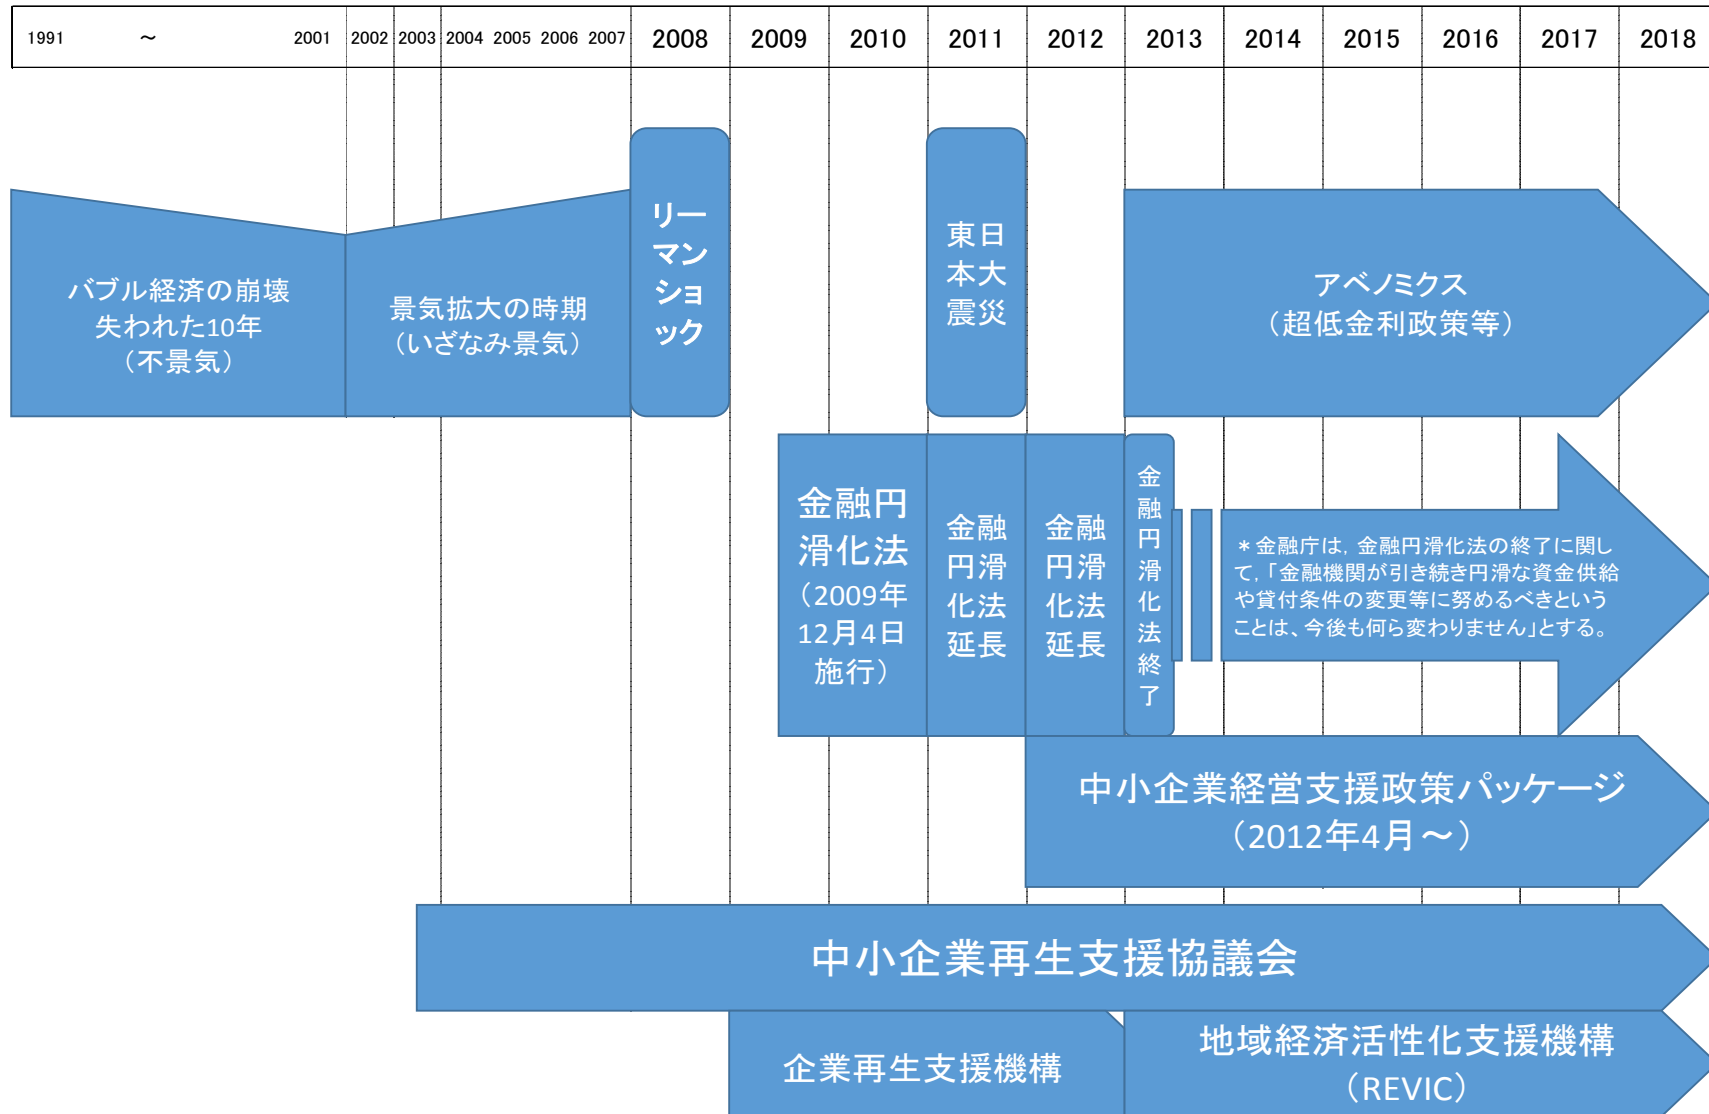 1991 ～ 2001 2002 2003 2004 2005 2006 2007 2008 2009 2010 2011 2012 2013 2014 2015 2016 2017 2018
バブル経済の崩壊
失われた10年
（不景気）
景気拡大の時期
（いざなみ景気）
リー
マン
ショ
ック
東日
本大
震災
アベノミクス
（超低金利政策等）
金融円
滑化法
（2009年
12月4日
施行）
金融
円滑
化法
延長
金融
円滑
化法
延長
金
融
円
滑
化
法
終
了
＊金融庁は，金融円滑化法の終了に関し
て，「金融機関が引き続き円滑な資金供給
や貸付条件の変更等に努めるべきという
ことは、今後も何ら変わりません」とする。
中小企業経営支援政策パッケージ
（2012年4月～）
中小企業再生支援協議会
企業再生支援機構
地域経済活性化支援機構
（REVIC）